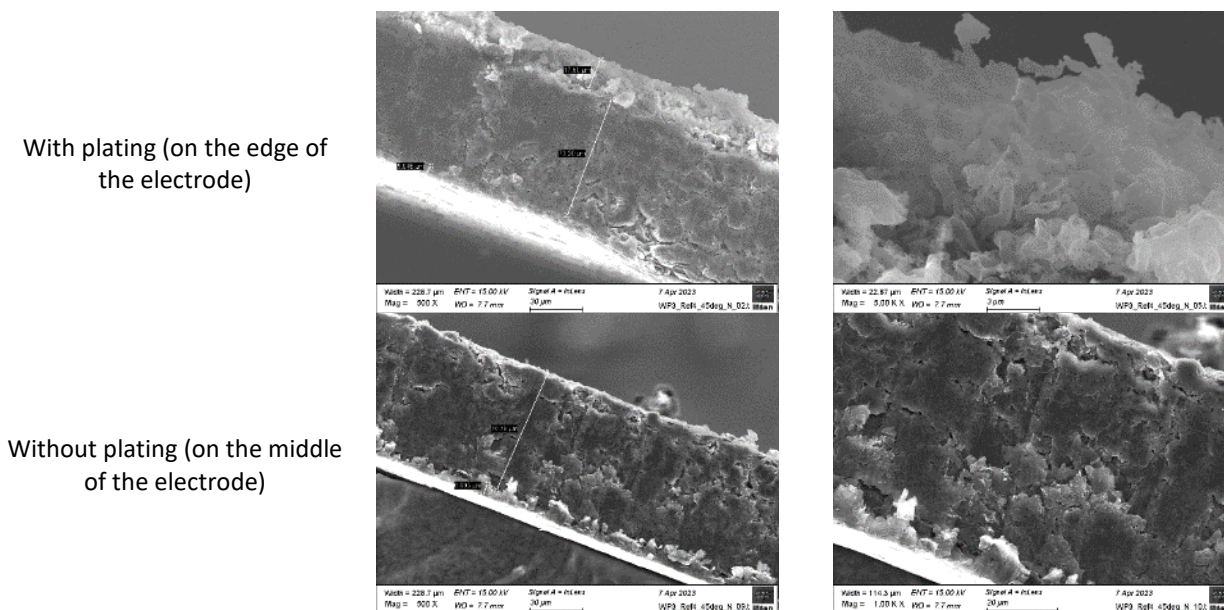 With plating (on the edge of
the electrode)
Width = 228.7 µm EHT = 15.00 kV Signal A = InLens 7 Apr 2023
Mag = 500 X WD = 7.7 mm 30 µm
Width = 22.87 µm EHT = 15.00 kV Signal A = InLens 7 Apr 2023
Mag = 5.00 K X WD = 7.7 mm 3 µm
Without plating (on the middle
of the electrode)
Width = 228.7 µm EHT = 15.00 kV Signal A = InLens 7 Apr 2023
Mag = 500 X WD = 7.7 mm 30 µm
Width = 114.3 µm EHT = 15.00 kV Signal A = InLens 7 Apr 2023
Mag = 1.00 K X WD = 7.7 mm 20 µm